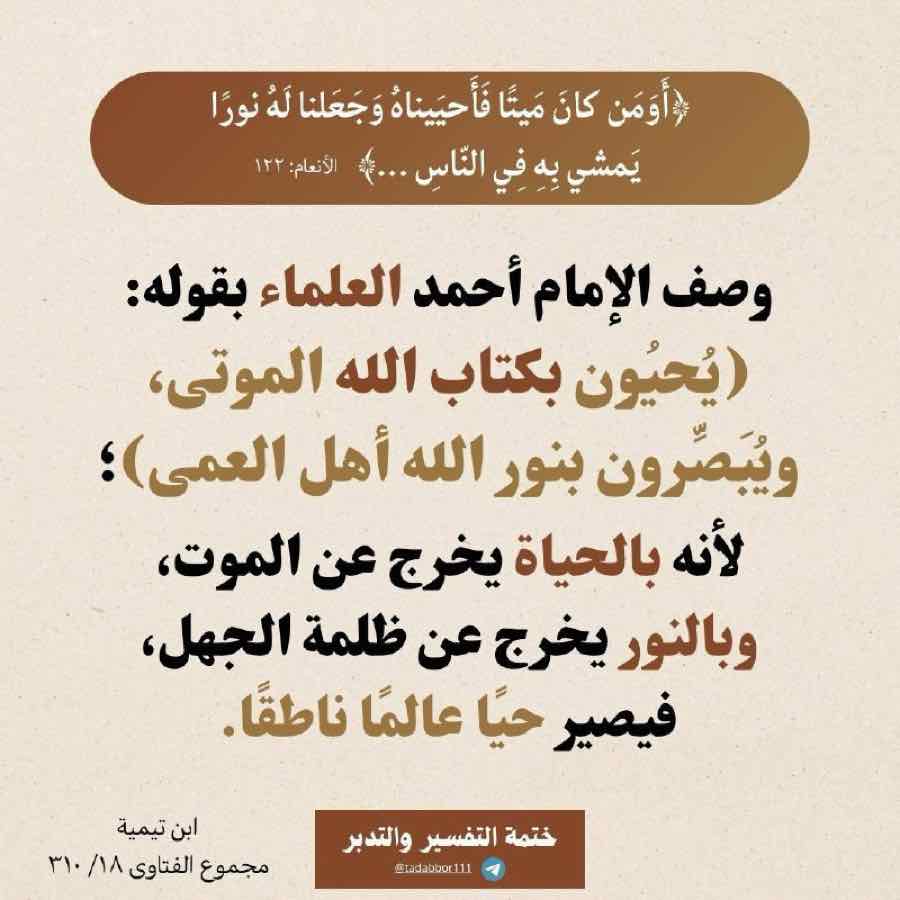 ﴿أَوَمَن كانَ مَيتًا فَأَحيَيناهُ وَجَعَلنا لَهُ نورًا
يَمشي بِهِ فِي النّاسِ ...﴾ الأنعام: ١٢٢
وصف الإمام أحمد العلماء بقوله:
(يُحيُون بكتاب الله الموتى،
ويُبَصِّرون بنور الله أهل العمى)؛
لأنه بالحياة يخرج عن الموت،
وبالنور يخرج عن ظلمة الجهل،
فيصير حيًا عالمًا ناطقًا.
ختمة التفسير والتدبر
@tadabbor111
ابن تيمية
مجموع الفتاوى ١٨/ ٣١٠